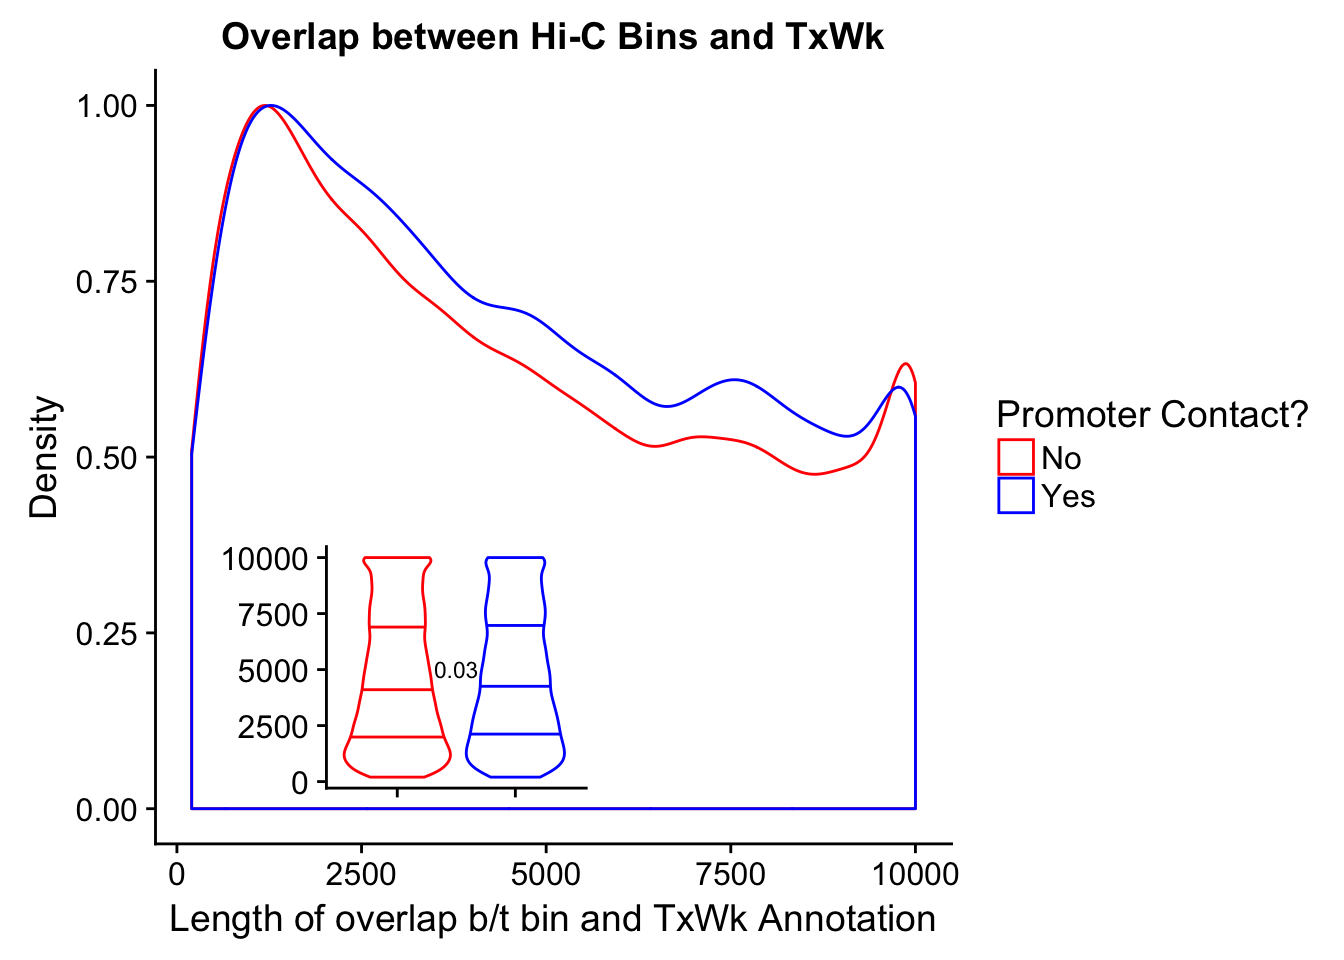 Overlap between Hi-C Bins and TxWk
1.00
0.75
0.50
0.25
0.00
Density
10000
7500
5000
2500
0
0.03
0 2500 5000 7500 10000
Length of overlap b/t bin and TxWk Annotation
Promoter Contact?
No
Yes